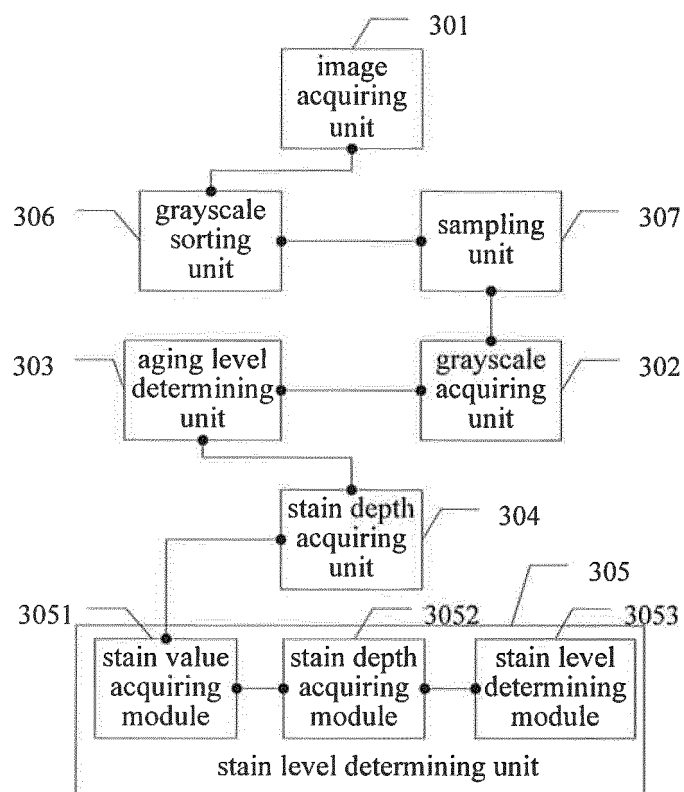 301
image
acquiring
unit
306
grayscale
sorting
unit
sampling
unit
307
303
aging level
determining
unit
grayscale
acquiring
unit
302
stain depth
acquiring
unit
304
305
3051
3052
3053
stain value
acquiring
module
stain depth
acquiring
module
stain level
determining
module
stain level determining unit